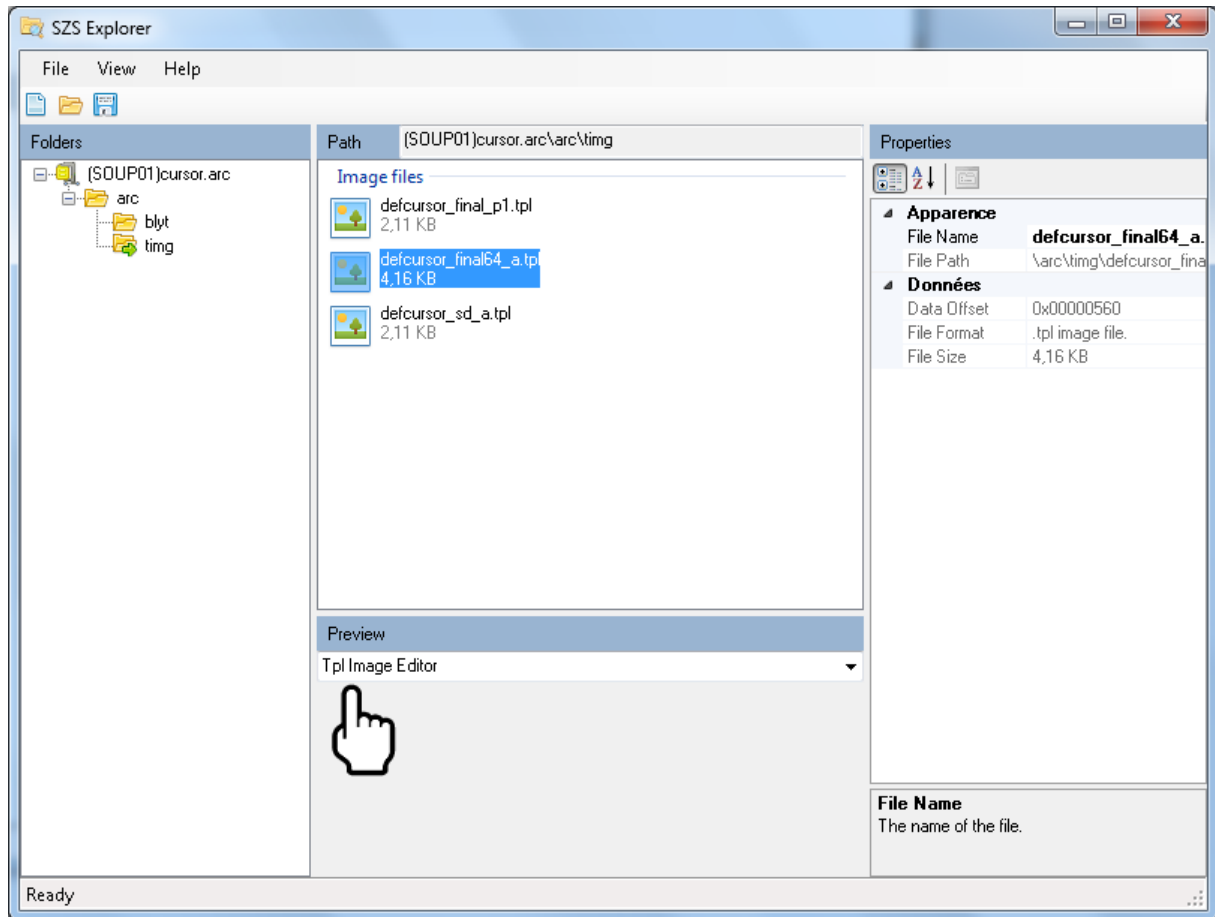 SZS Explorer
File View Help
Folders
(SOUP01)cursor.arc
arc
blyt
timg
Path (SOUP01)cursor.arc\arc\timg
Image files
defcursor_final_p1.tpl
2,11 KB
defcursor_final64_a.tpl
4,16 KB
defcursor_sd_a.tpl
2,11 KB
Preview
Tpl Image Editor
Properties
Apparence
File Name defcursor_final64_a.
File Path \arc\timg\defcursor_fina
Données
Data Offset 0x00000560
File Format .tpl image file.
File Size 4,16 KB
File Name
The name of the file.
Ready